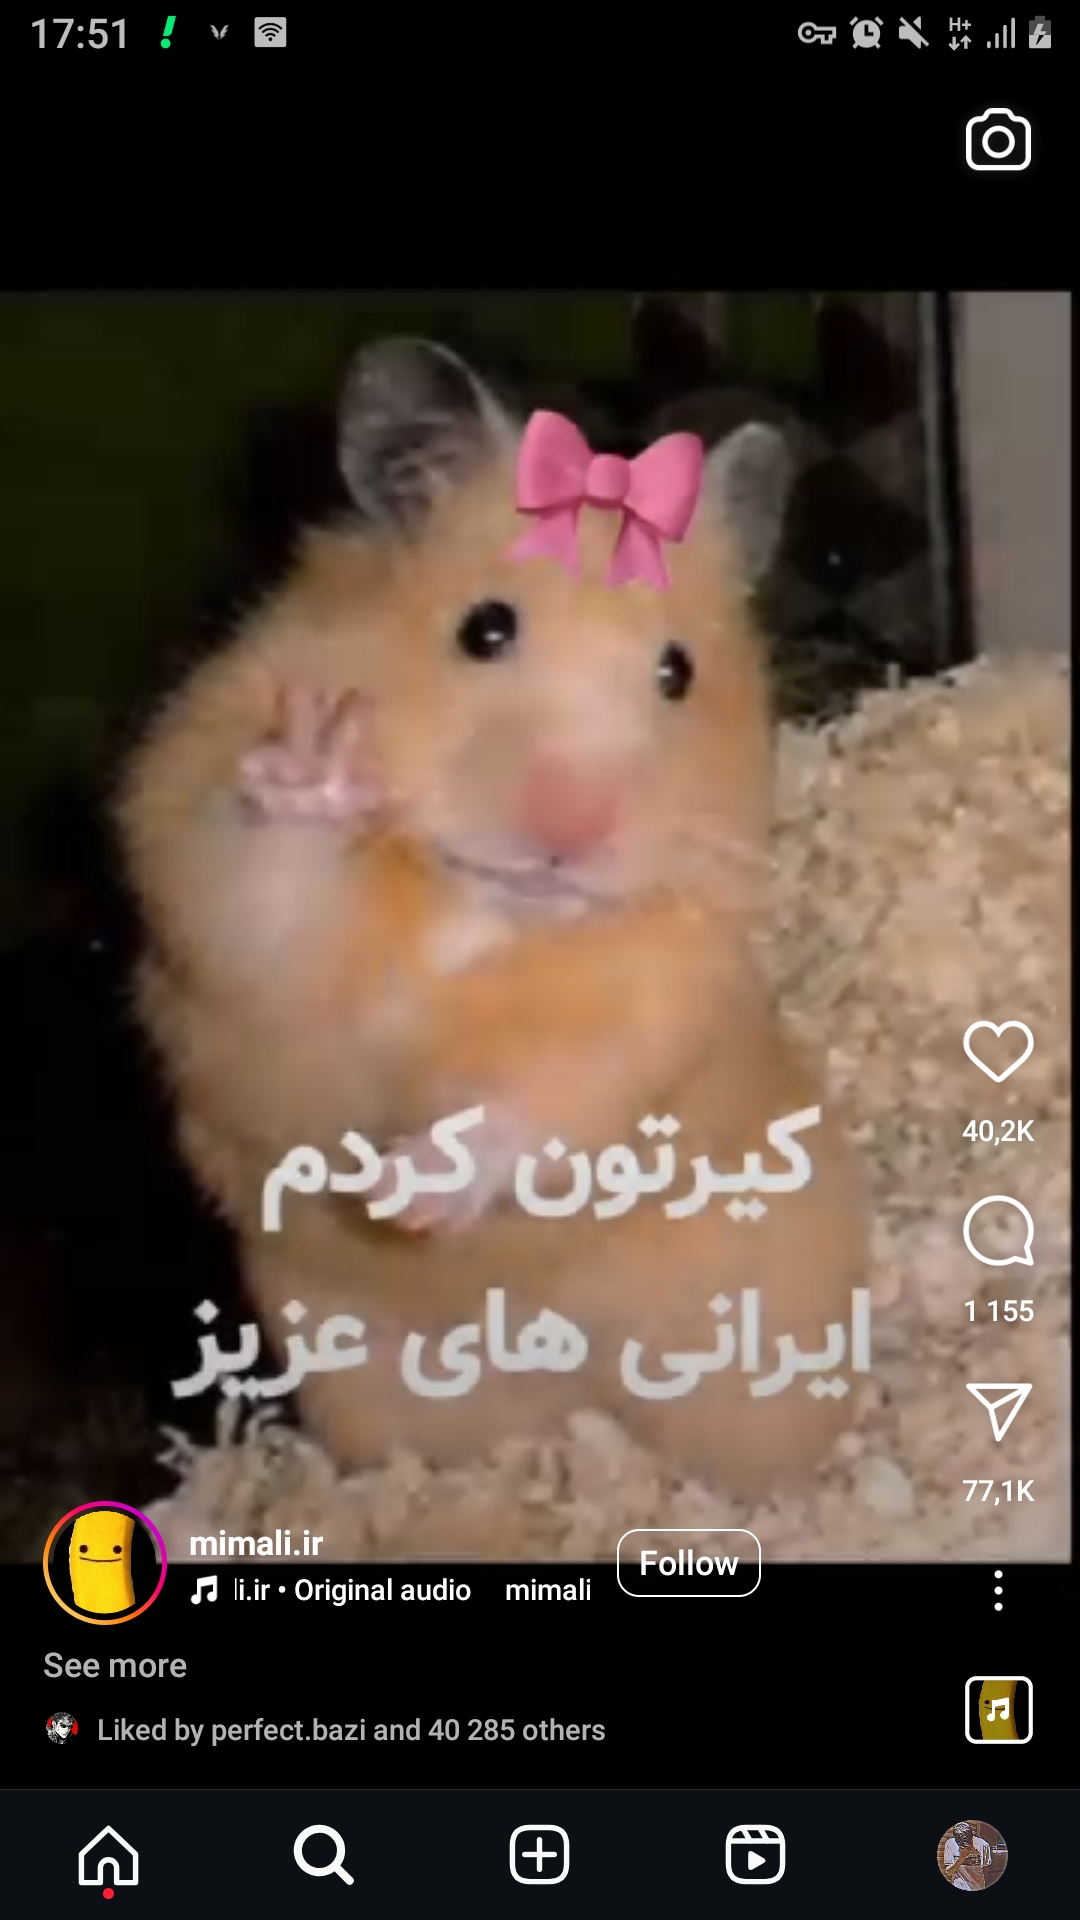 17:51
H+
کیرتون کردم
ایرانی های عزیز
40,2K
1 155
77,1K
mimali.ir
Follow
li.ir • Original audio mimali
See more
Liked by perfect.bazi and 40 285 others